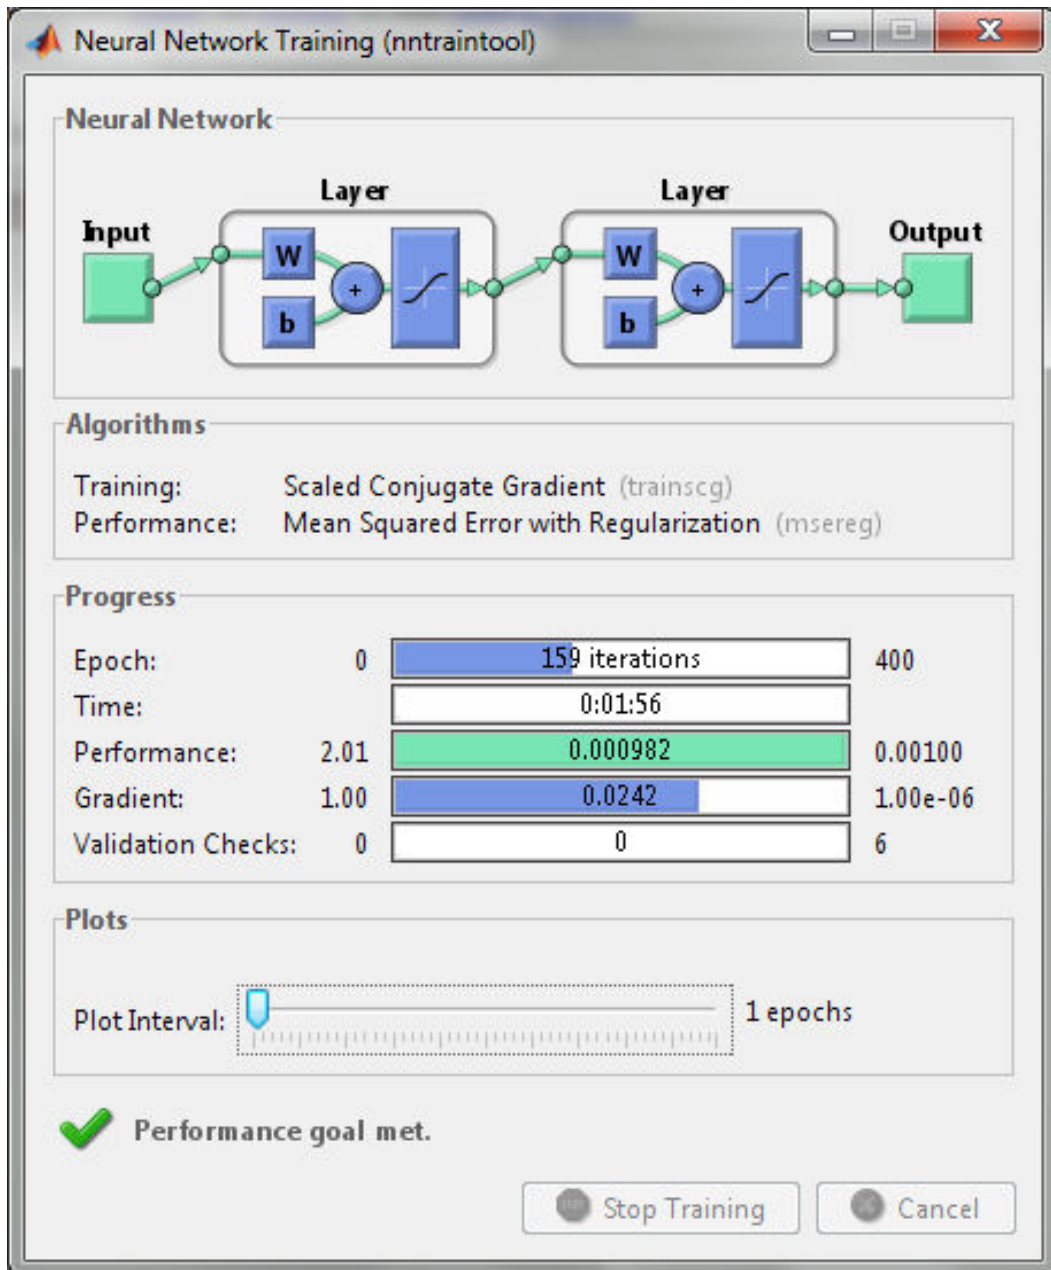 Neural Network Training (nntraintool)
X
Neural Network
Layer Layer
Input Output
W W
+ +
b b
Algorithms
Training: Scaled Conjugate Gradient (trainscg)
Performance: Mean Squared Error with Regularization (msereg)
Progress
Epoch: 0 159 iterations 400
Time: 0:01:56
Performance: 2.01 0.000982 0.00100
Gradient: 1.00 0.0242 1.00e-06
Validation Checks: 0 0 6
Plots
Plot Interval: 1 epochs
Performance goal met.
Stop Training Cancel